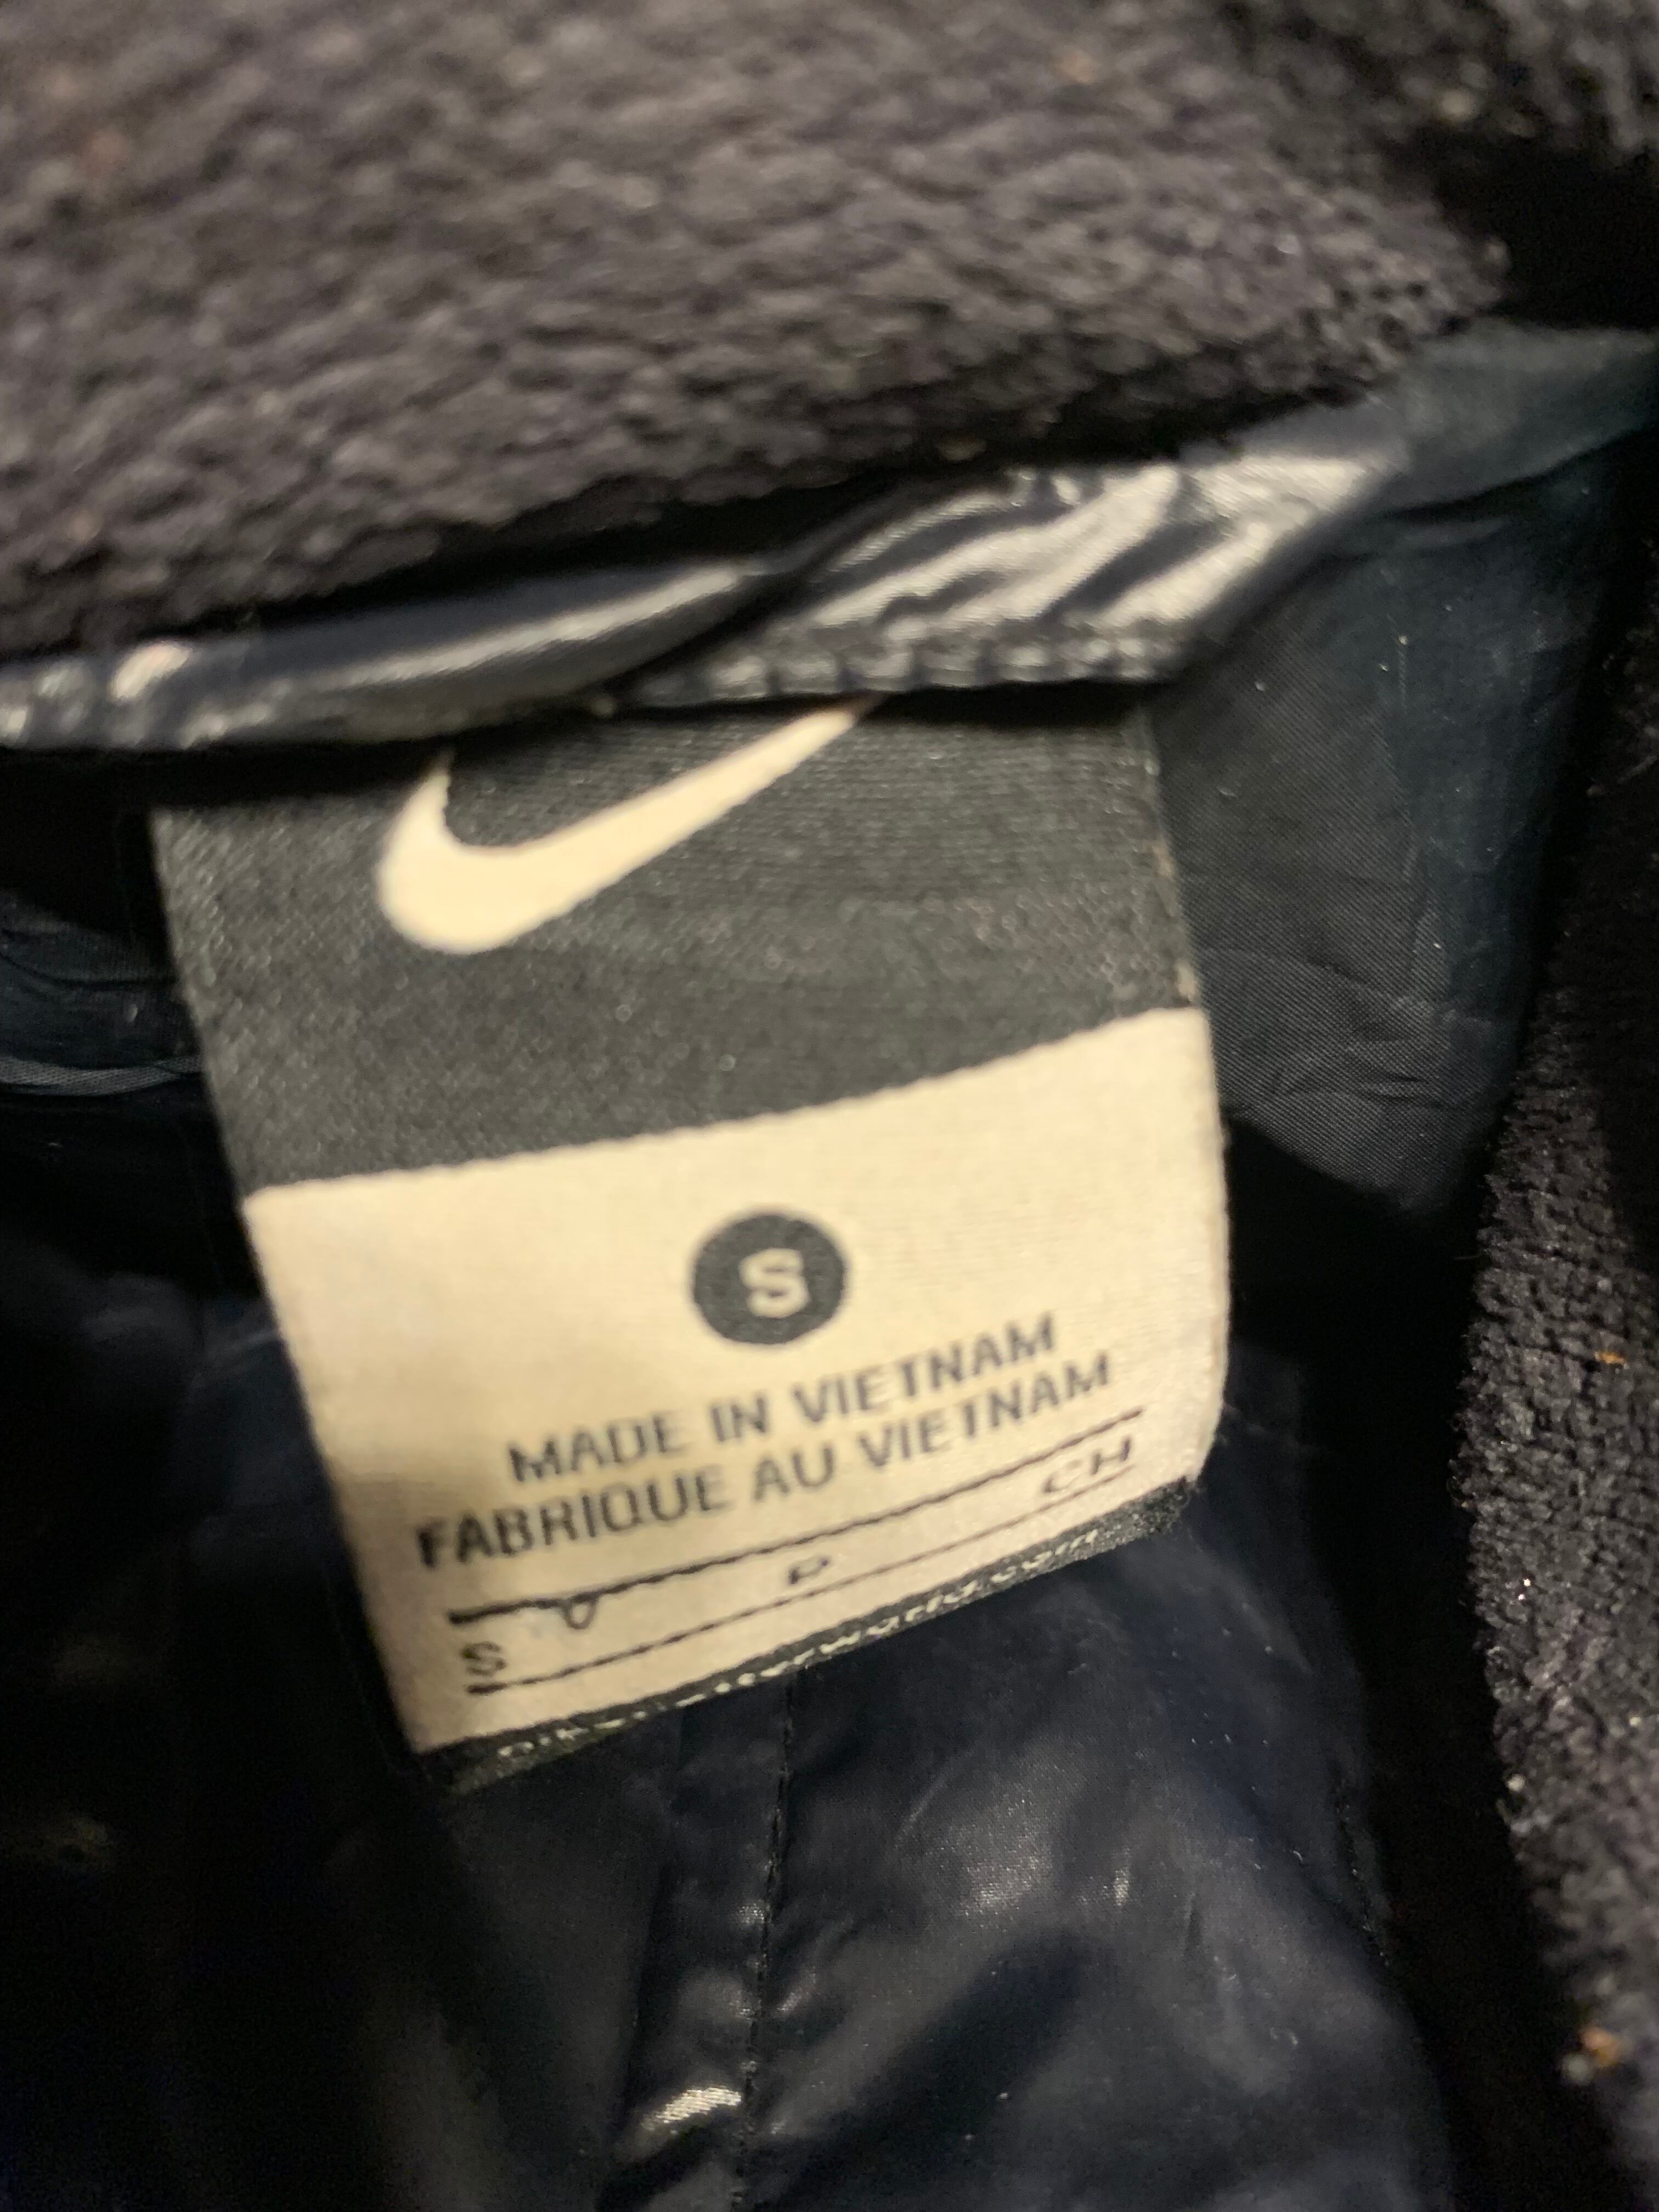 S
MADE IN VIETNAM
FABRIQUE AU VIETNAM
S P CH